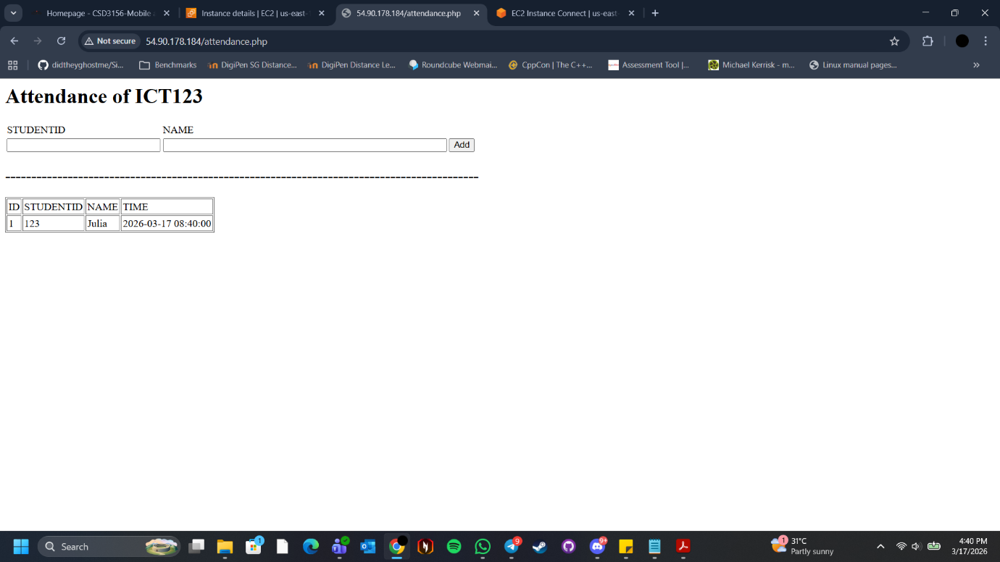 Homepage - CSD3156-Mobile a
Instance details | EC2 | us-east-1
54.90.178.184/attendance.php
EC2 Instance Connect | us-east-
Not secure
54.90.178.184/attendance.php
didtheyghostme/Si...
Benchmarks
DigiPen SG Distance...
DigiPen Distance Le...
Roundcube Webmai...
CppCon | The C++...
Assessment Tool |...
Michael Kerrisk - m...
Linux manual pages...
Attendance of ICT123
STUDENTID NAME
Add
ID STUDENTID NAME TIME
1 123 Julia 2026-03-17 08:40:00
Search
1
9
9+
1
31°C
Partly sunny
4:40 PM
3/17/2026